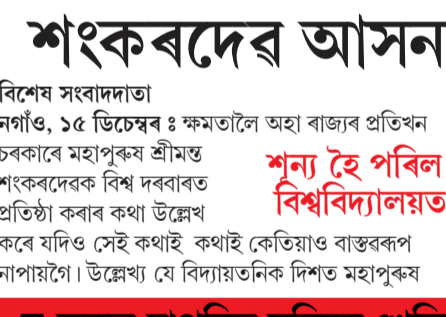 শংকৰদেৱ আসন
বিশেষ সংবাদদাতা
নগাঁও, ১৫ ডিচেম্বৰ ঃ ক্ষমতালৈ অহা ৰাজ্যৰ প্ৰতিখন
চৰকাৰে মহাপুৰুষ শ্ৰীমন্ত
শংকৰদেৱক বিশ্ব দৰবাৰত
প্ৰতিষ্ঠা কৰাৰ কথা উল্লেখ
শূন্য হৈ পৰিল
বিশ্ববিদ্যালয়ত
কৰে যদিও সেই কথাই  কথাই কেতিয়াও বাস্তৱৰূপ
নাপায়গৈ। উল্লেখ্য যে বিদ্যায়তনিক দিশত মহাপুৰুষ